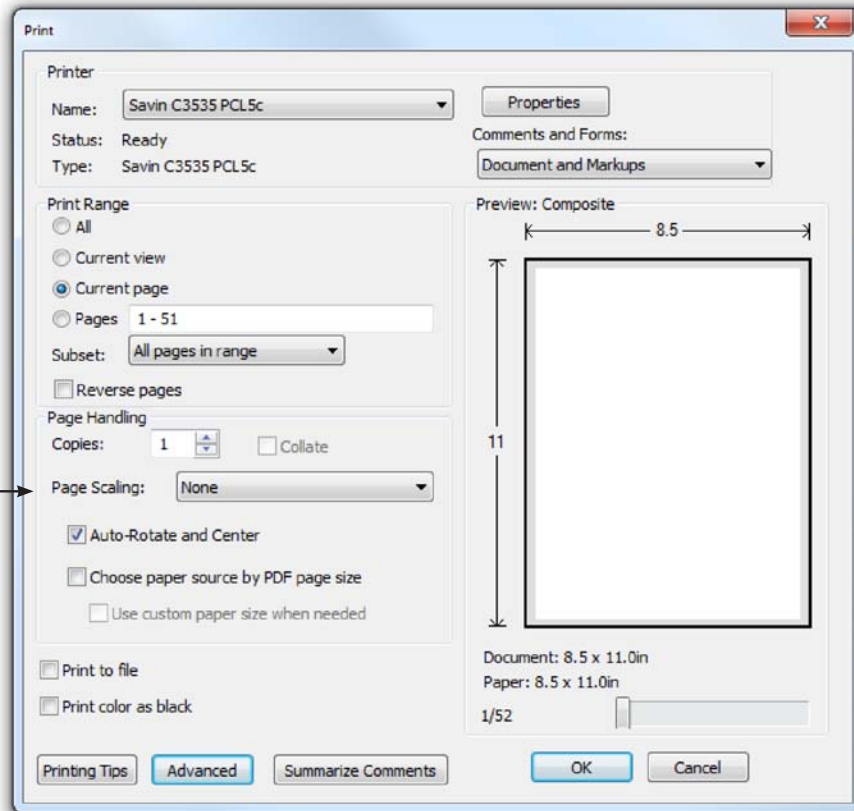 Print
Printer
Name: Savin C3535 PCL5c
Properties
Status: Ready
Comments and Forms:
Type: Savin C3535 PCL5c
Document and Markups
Print Range
All
Current view
Current page
Pages 1 - 51
Subset: All pages in range
Reverse pages
Page Handling
Copies: 1 Collate
Page Scaling: None
Auto-Rotate and Center
Choose paper source by PDF page size
Use custom paper size when needed
Print to file
Print color as black
Preview: Composite
8.5
11
Document: 8.5 x 11.0in
Paper: 8.5 x 11.0in
1/52
Printing Tips Advanced Summarize Comments OK Cancel